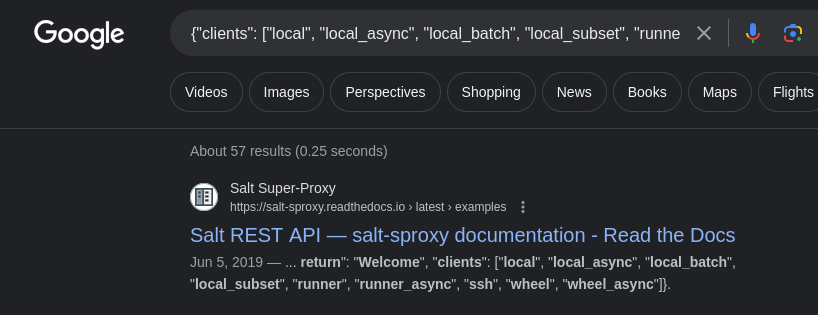 Google
{"clients": ["local", "local_async", "local_batch", "local_subset", "runne
Videos
Images
Perspectives
Shopping
News
Books
Maps
Flights
About 57 results (0.25 seconds)
Salt Super-Proxy
https://salt-sproxy.readthedocs.io › latest › examples
Salt REST API — salt-sproxy documentation - Read the Docs
Jun 5, 2019 — ... return": "Welcome", "clients": ["local", "local_async", "local_batch",
"local_subset", "runner", "runner_async", "ssh", "wheel", "wheel_async"]}.